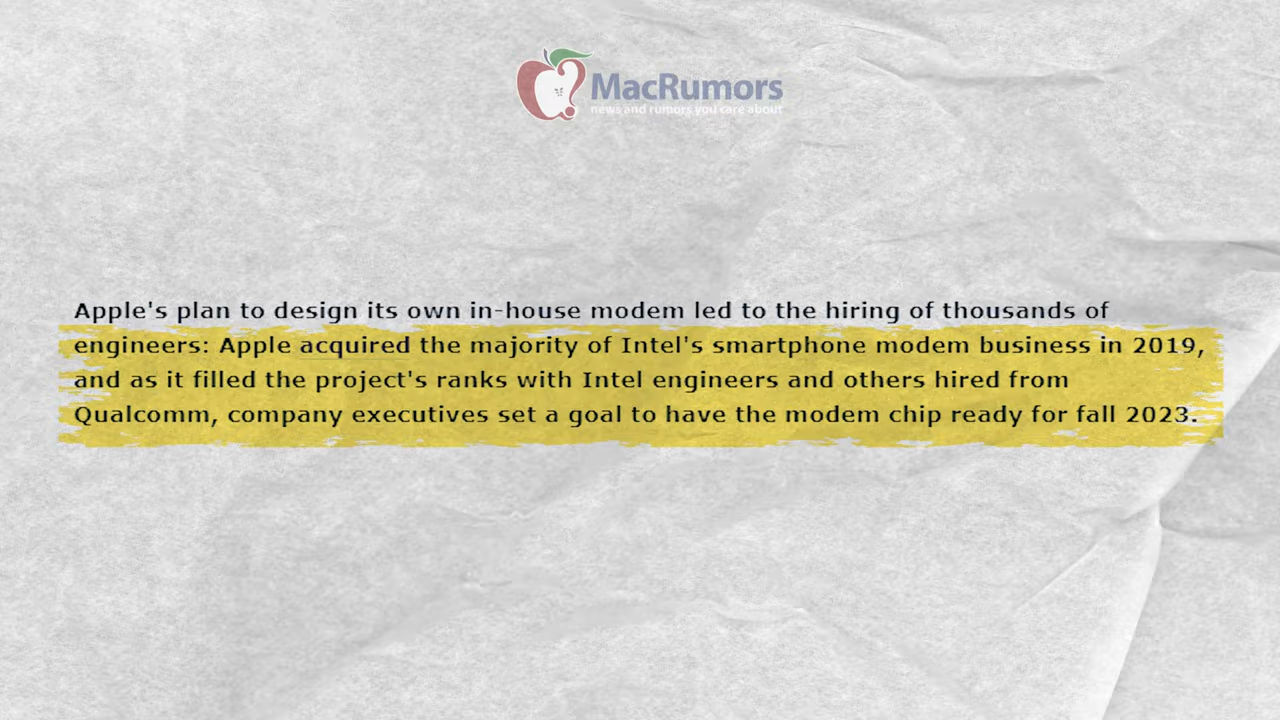 MacRumors
news and rumors you care about
Apple's plan to design its own in-house modem led to the hiring of thousands of
engineers: Apple acquired the majority of Intel's smartphone modem business in 2019,
and as it filled the project's ranks with Intel engineers and others hired from
Qualcomm, company executives set a goal to have the modem chip ready for fall 2023.